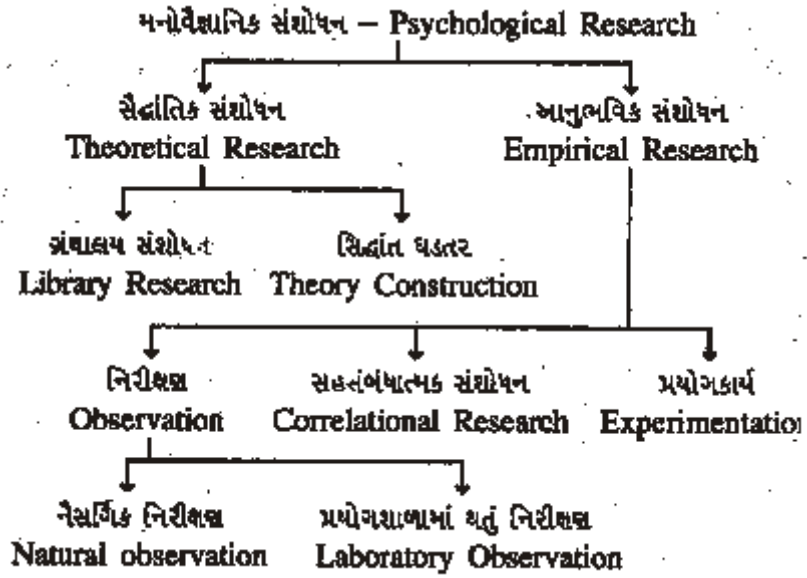 મનોવૈજ્ઞાનિક સંશોધન – Psychological Research
સૈદ્ધાંતિક સંશોધન
Theoretical Research
આનુભવિક સંશોધન
Empirical Research
ગ્રંથાલય સંશોધન
Library Research
સિદ્ધાંત ઘડતર
Theory Construction
નિરીક્ષણ
Observation
સહસંબંધાત્મક સંશોધન
Correlational Research
પ્રયોગકાર્ય
Experimentatio
નૈસર્ગિક નિરીક્ષણ
Natural observation
પ્રયોગશાળામાં થતું નિરીક્ષણ
Laboratory Observation